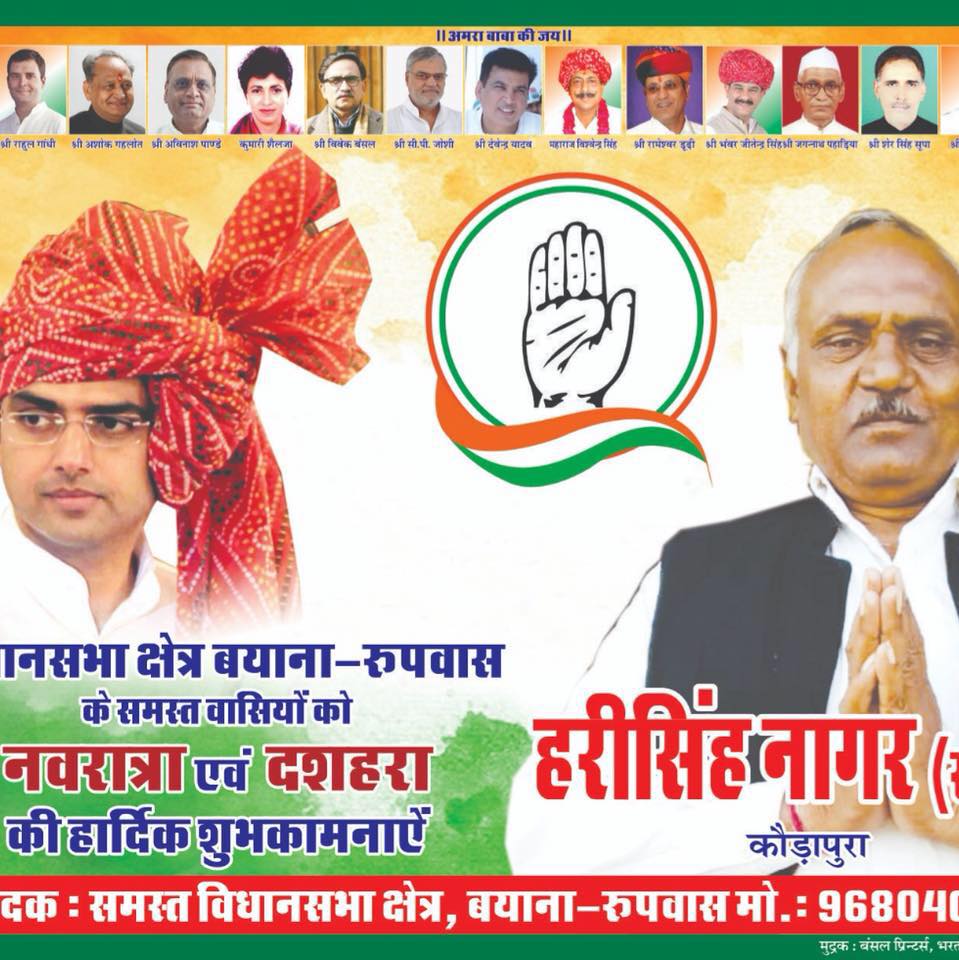 ।।अमरा बाबा की जय।।
श्री राहुल गांधी श्री अशोक गहलोत श्री अविनाश पाण्डे कुमारी शैलजा श्री विवेक बंसल श्री सी.पी. जोशी श्री देवेन्द्र यादव महाराज विश्वेन्द्र सिंह श्री रामेश्वर डूडी श्री भंवर जीतेन्द्र सिंह श्री जगन्नाथ पहाड़िया श्री शेर सिंह सूपा
ानसभा क्षेत्र बयाना–रुपवास
के समस्त वासियों को
नवरात्रा एवं दशहरा
की हार्दिक शुभकामनाऐं
हरीसिंह नागर
कौड़ापुरा
दक : समस्त विधानसभा क्षेत्र, बयाना–रुपवास मो.: 96804
मुद्रक : बंसल प्रिन्टर्स, भरत